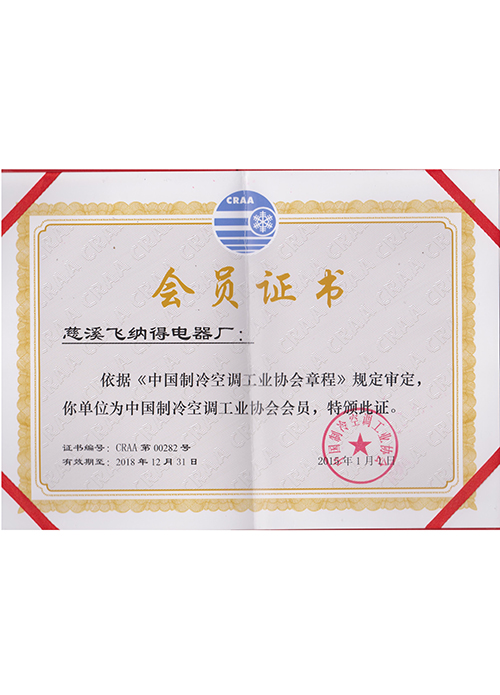 CRAA
会员证书
慈溪飞纳得电器厂：
依据《中国制冷空调工业协会章程》规定审定，
你单位为中国制冷空调工业协会会员，特颁此证。
证书编号：CRAA 第 00282 号
有效期至：2018 年 12 月 31 日
中国制冷空调工业协会